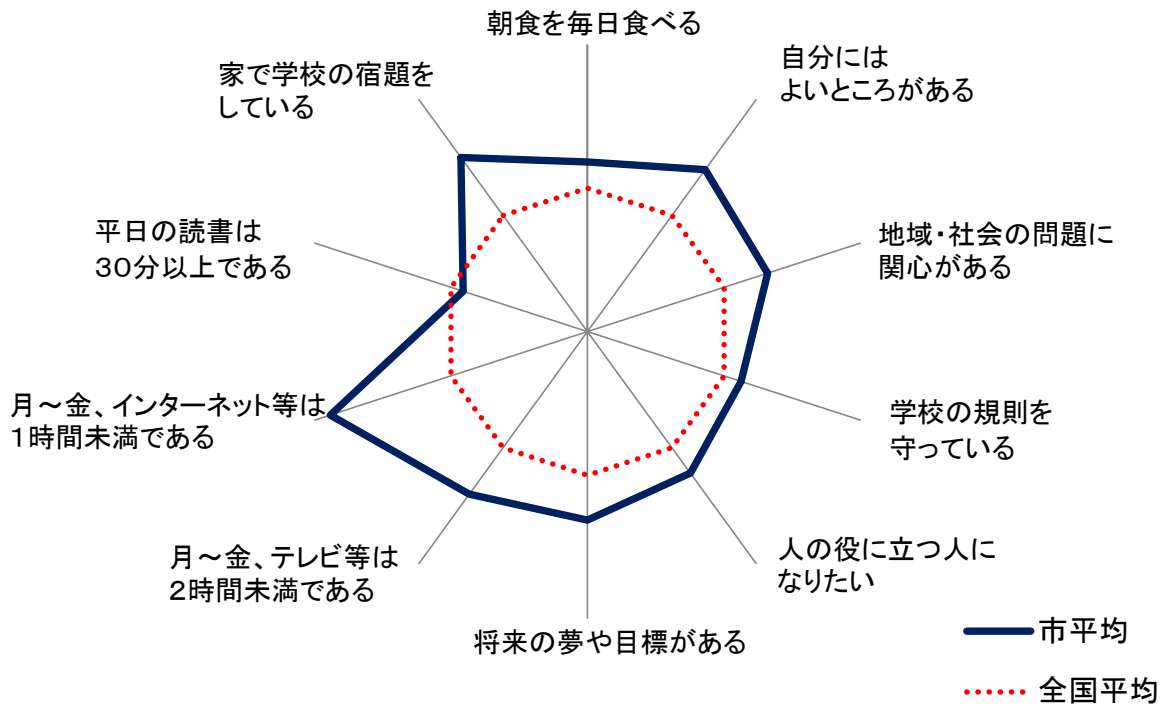 朝食を毎日食べる
自分には
よいところがある
地域・社会の問題に
関心がある
学校の規則を
守っている
人の役に立つ人に
なりたい
将来の夢や目標がある
月～金、テレビ等は
２時間未満である
月～金、インターネット等は
１時間未満である
平日の読書は
３０分以上である
家で学校の宿題を
している
市平均
全国平均